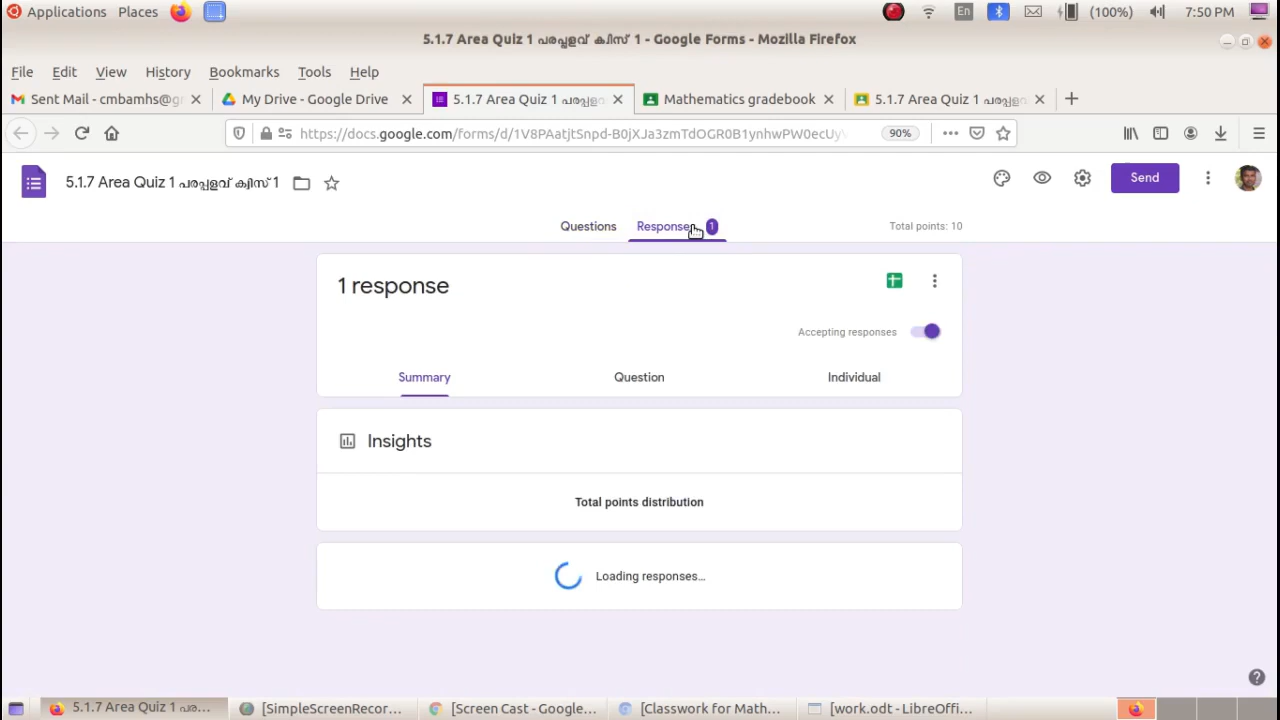 Applications Places En (100%) 7:50 PM
5.1.7 Area Quiz 1 പരപ്പളവ് ക്വിസ് 1 - Google Forms - Mozilla Firefox
File Edit View History Bookmarks Tools Help
Sent Mail - cmbamhs@gr My Drive - Google Drive 5.1.7 Area Quiz 1 പരപ്പള Mathematics gradebook 5.1.7 Area Quiz 1 പരപ്പള
https://docs.google.com/forms/d/1V8PAatjtSnpd-B0jXJa3zmTdOGR0B1ynhwPW0ecUy 90%
5.1.7 Area Quiz 1 പരപ്പളവ് ക്വിസ് 1 Send
Questions Responses 1 Total points: 10
1 response
Accepting responses
Summary Question Individual
Insights
Total points distribution
Loading responses...
5.1.7 Area Quiz 1 പര... [SimpleScreenRecor... [Screen Cast - Google... [Classwork for Math... [work.odt - LibreOffi...